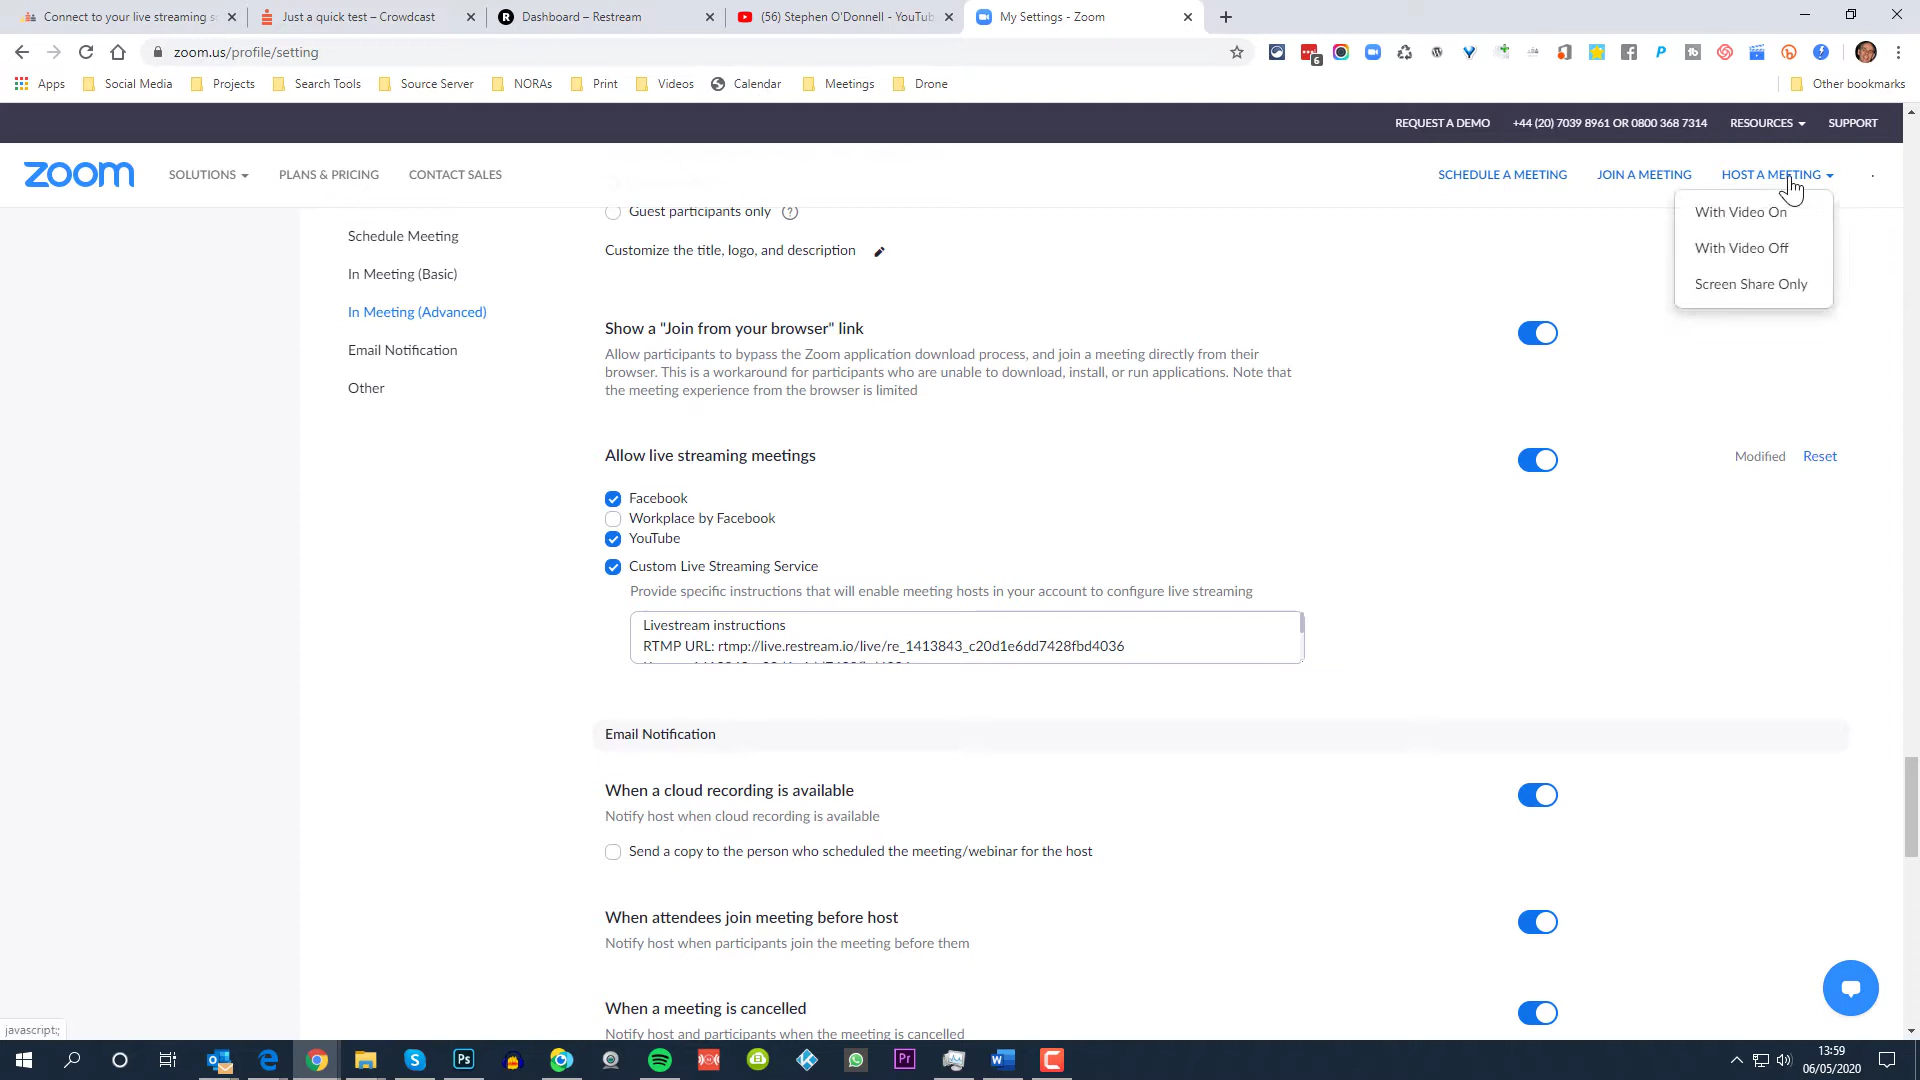 Connect to your live streaming s
Just a quick test – Crowdcast
Dashboard – Restream
(56) Stephen O'Donnell - YouTub
My Settings - Zoom
zoom.us/profile/setting
6
Apps
Social Media
Projects
Search Tools
Source Server
NORAs
Print
Videos
Calendar
Meetings
Drone
Other bookmarks
REQUEST A DEMO
+44 (20) 7039 8961 OR 0800 368 7314
RESOURCES
SUPPORT
zoom
SOLUTIONS
PLANS & PRICING
CONTACT SALES
SCHEDULE A MEETING
JOIN A MEETING
HOST A MEETING
With Video On
With Video Off
Screen Share Only
Schedule Meeting
In Meeting (Basic)
In Meeting (Advanced)
Email Notification
Other
Guest participants only
Customize the title, logo, and description
Show a "Join from your browser" link
Allow participants to bypass the Zoom application download process, and join a meeting directly from their
browser. This is a workaround for participants who are unable to download, install, or run applications. Note that
the meeting experience from the browser is limited
Allow live streaming meetings
Modified Reset
Facebook
Workplace by Facebook
YouTube
Custom Live Streaming Service
Provide specific instructions that will enable meeting hosts in your account to configure live streaming
Livestream instructions
RTMP URL: rtmp://live.restream.io/live/re_1413843_c20d1e6dd7428fbd4036
Email Notification
When a cloud recording is available
Notify host when cloud recording is available
Send a copy to the person who scheduled the meeting/webinar for the host
When attendees join meeting before host
Notify host when participants join the meeting before them
When a meeting is cancelled
Notify host and participants when the meeting is cancelled
javascript:;
13:59
06/05/2020